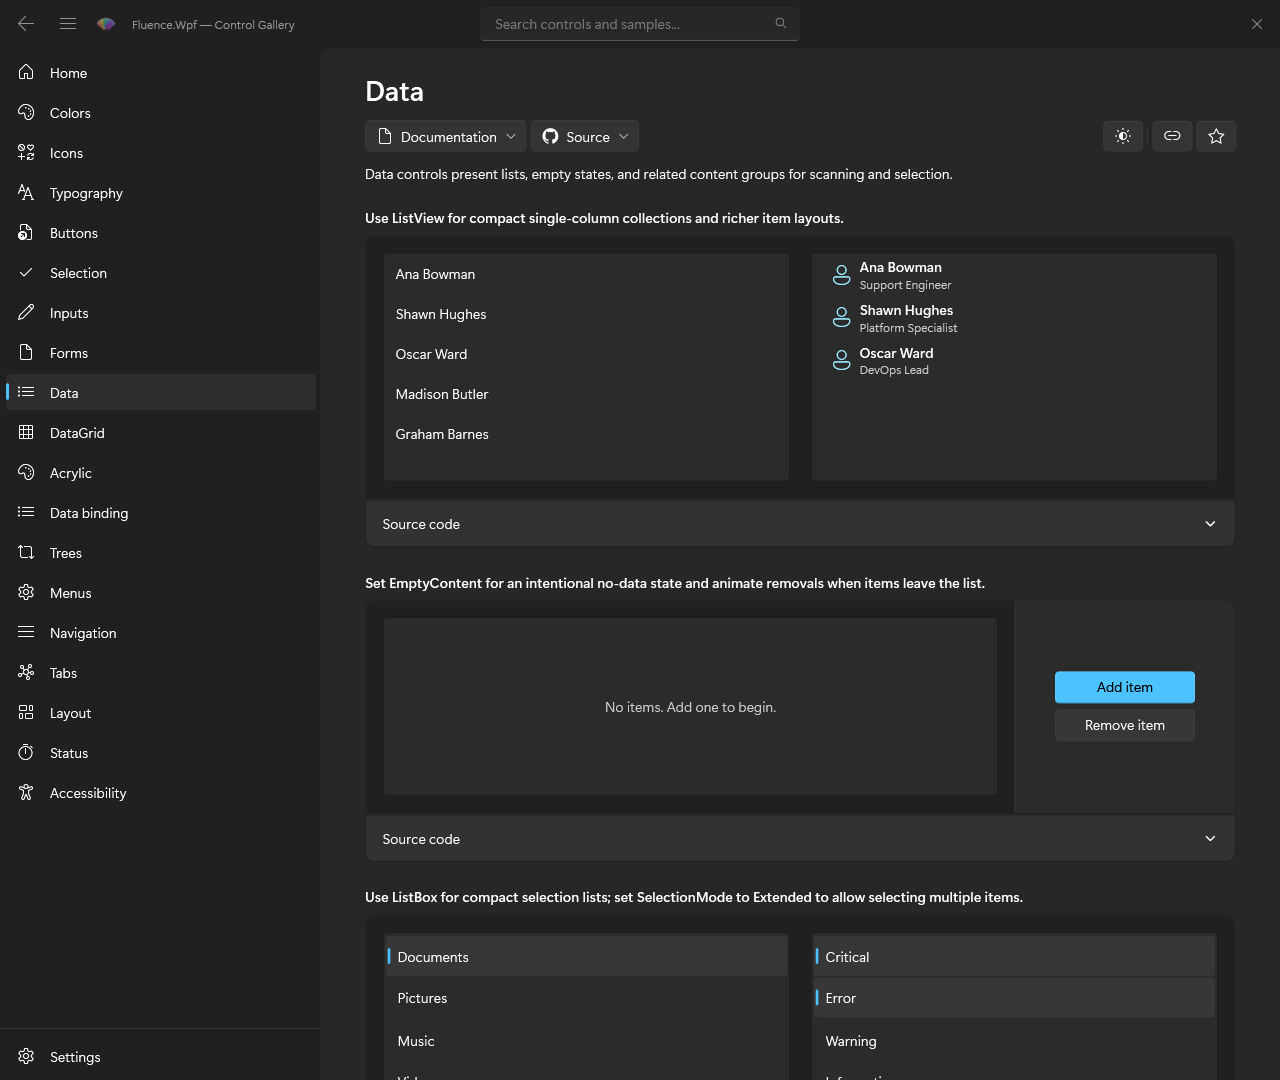 Fluence.Wpf — Control Gallery
Search controls and samples...
Home
Colors
Icons
Typography
Buttons
Selection
Inputs
Forms
Data
DataGrid
Acrylic
Data binding
Trees
Menus
Navigation
Tabs
Layout
Status
Accessibility
Settings
Data
Documentation
Source
Data controls present lists, empty states, and related content groups for scanning and selection.
Use ListView for compact single-column collections and richer item layouts.
Ana Bowman
Shawn Hughes
Oscar Ward
Madison Butler
Graham Barnes
Ana Bowman
Support Engineer
Shawn Hughes
Platform Specialist
Oscar Ward
DevOps Lead
Source code
Set EmptyContent for an intentional no-data state and animate removals when items leave the list.
No items. Add one to begin.
Add item
Remove item
Source code
Use ListBox for compact selection lists; set SelectionMode to Extended to allow selecting multiple items.
Documents
Pictures
Music
Critical
Error
Warning